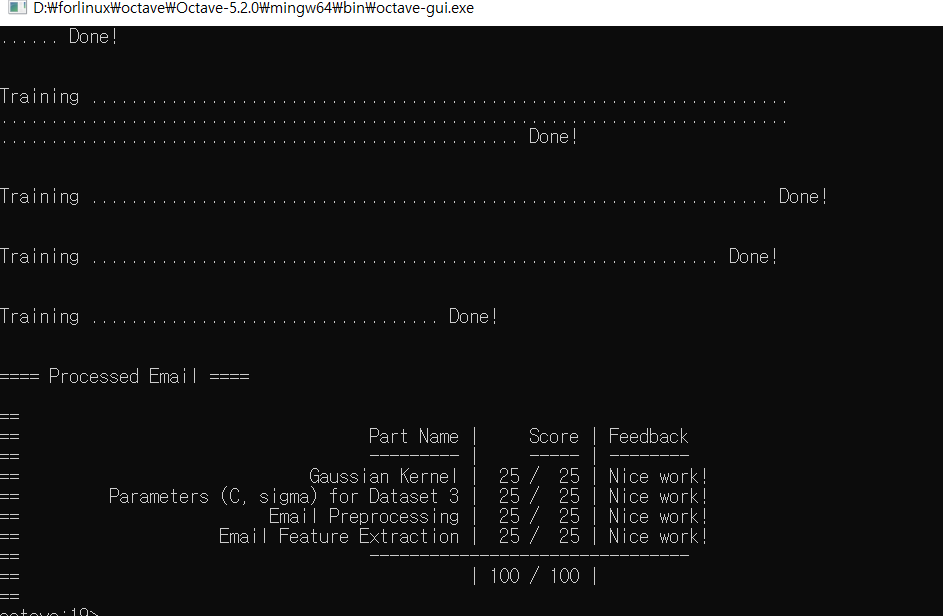 D:₩forlinux₩octave₩Octave-5.2.0₩mingw64₩bin₩octave-gui.exe
...... Done!
Training ......................................................................
...............................................................................
.................................................... Done!
Training .................................................................... Done!
Training ............................................................... Done!
Training ................................... Done!
==== Processed Email ====
==
== Part Name |     Score | Feedback
== --------- |     ----- | --------
== Gaussian Kernel |  25 /  25 | Nice work!
== Parameters (C, sigma) for Dataset 3 |  25 /  25 | Nice work!
== Email Preprocessing |  25 /  25 | Nice work!
== Email Feature Extraction |  25 /  25 | Nice work!
== --------------------------------
== | 100 / 100 |
==
octave:19>